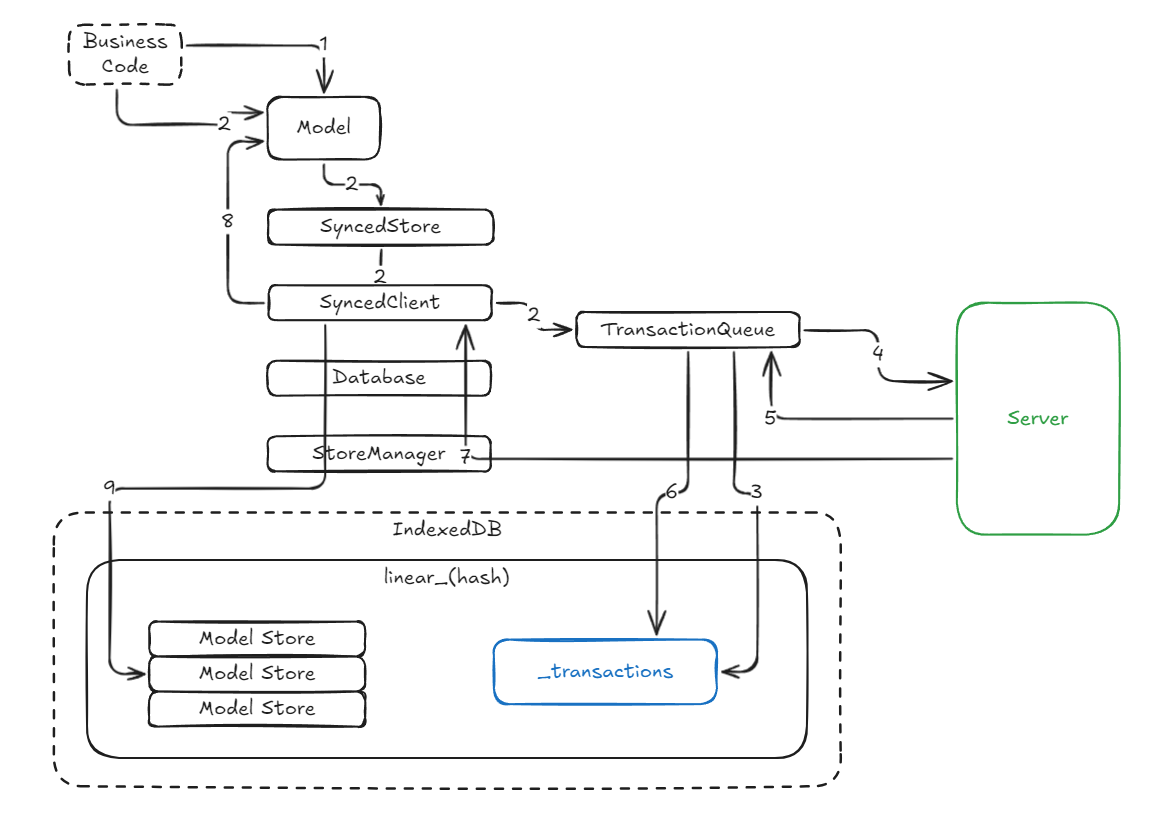 Business
Code
1
2
Model
2
8
SyncedStore
2
SyncedClient
2
TransactionQueue
4
Database
5
Server
StoreManager
7
9
6
3
IndexedDB
linear_(hash)
Model Store
Model Store
Model Store
_transactions